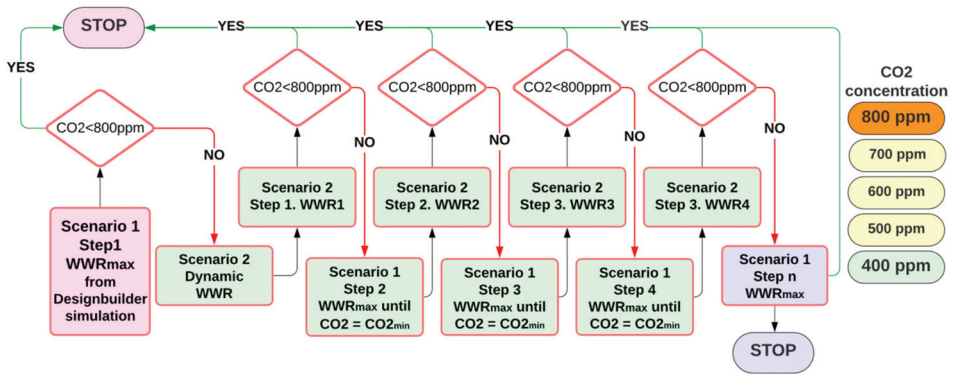 STOP
YES
YES
YES
YES
YES
CO2<800ppm
NO
Scenario 1
Step1
WWRmax
from
Designbuilder
simulation
Scenario 2
Dynamic
WWR
CO2<800ppm
NO
Scenario 2
Step 1. WWR1
Scenario 1
Step 2
WWRmax until
CO2 = CO2min
CO2<800ppm
NO
Scenario 2
Step 2. WWR2
Scenario 1
Step 3
WWRmax until
CO2 = CO2min
CO2<800ppm
NO
Scenario 2
Step 3. WWR3
Scenario 1
Step 4
WWRmax until
CO2 = CO2min
CO2<800ppm
NO
Scenario 2
Step 3. WWR4
Scenario 1
Step n
WWRmax
STOP
CO2
concentration
800 ppm
700 ppm
600 ppm
500 ppm
400 ppm